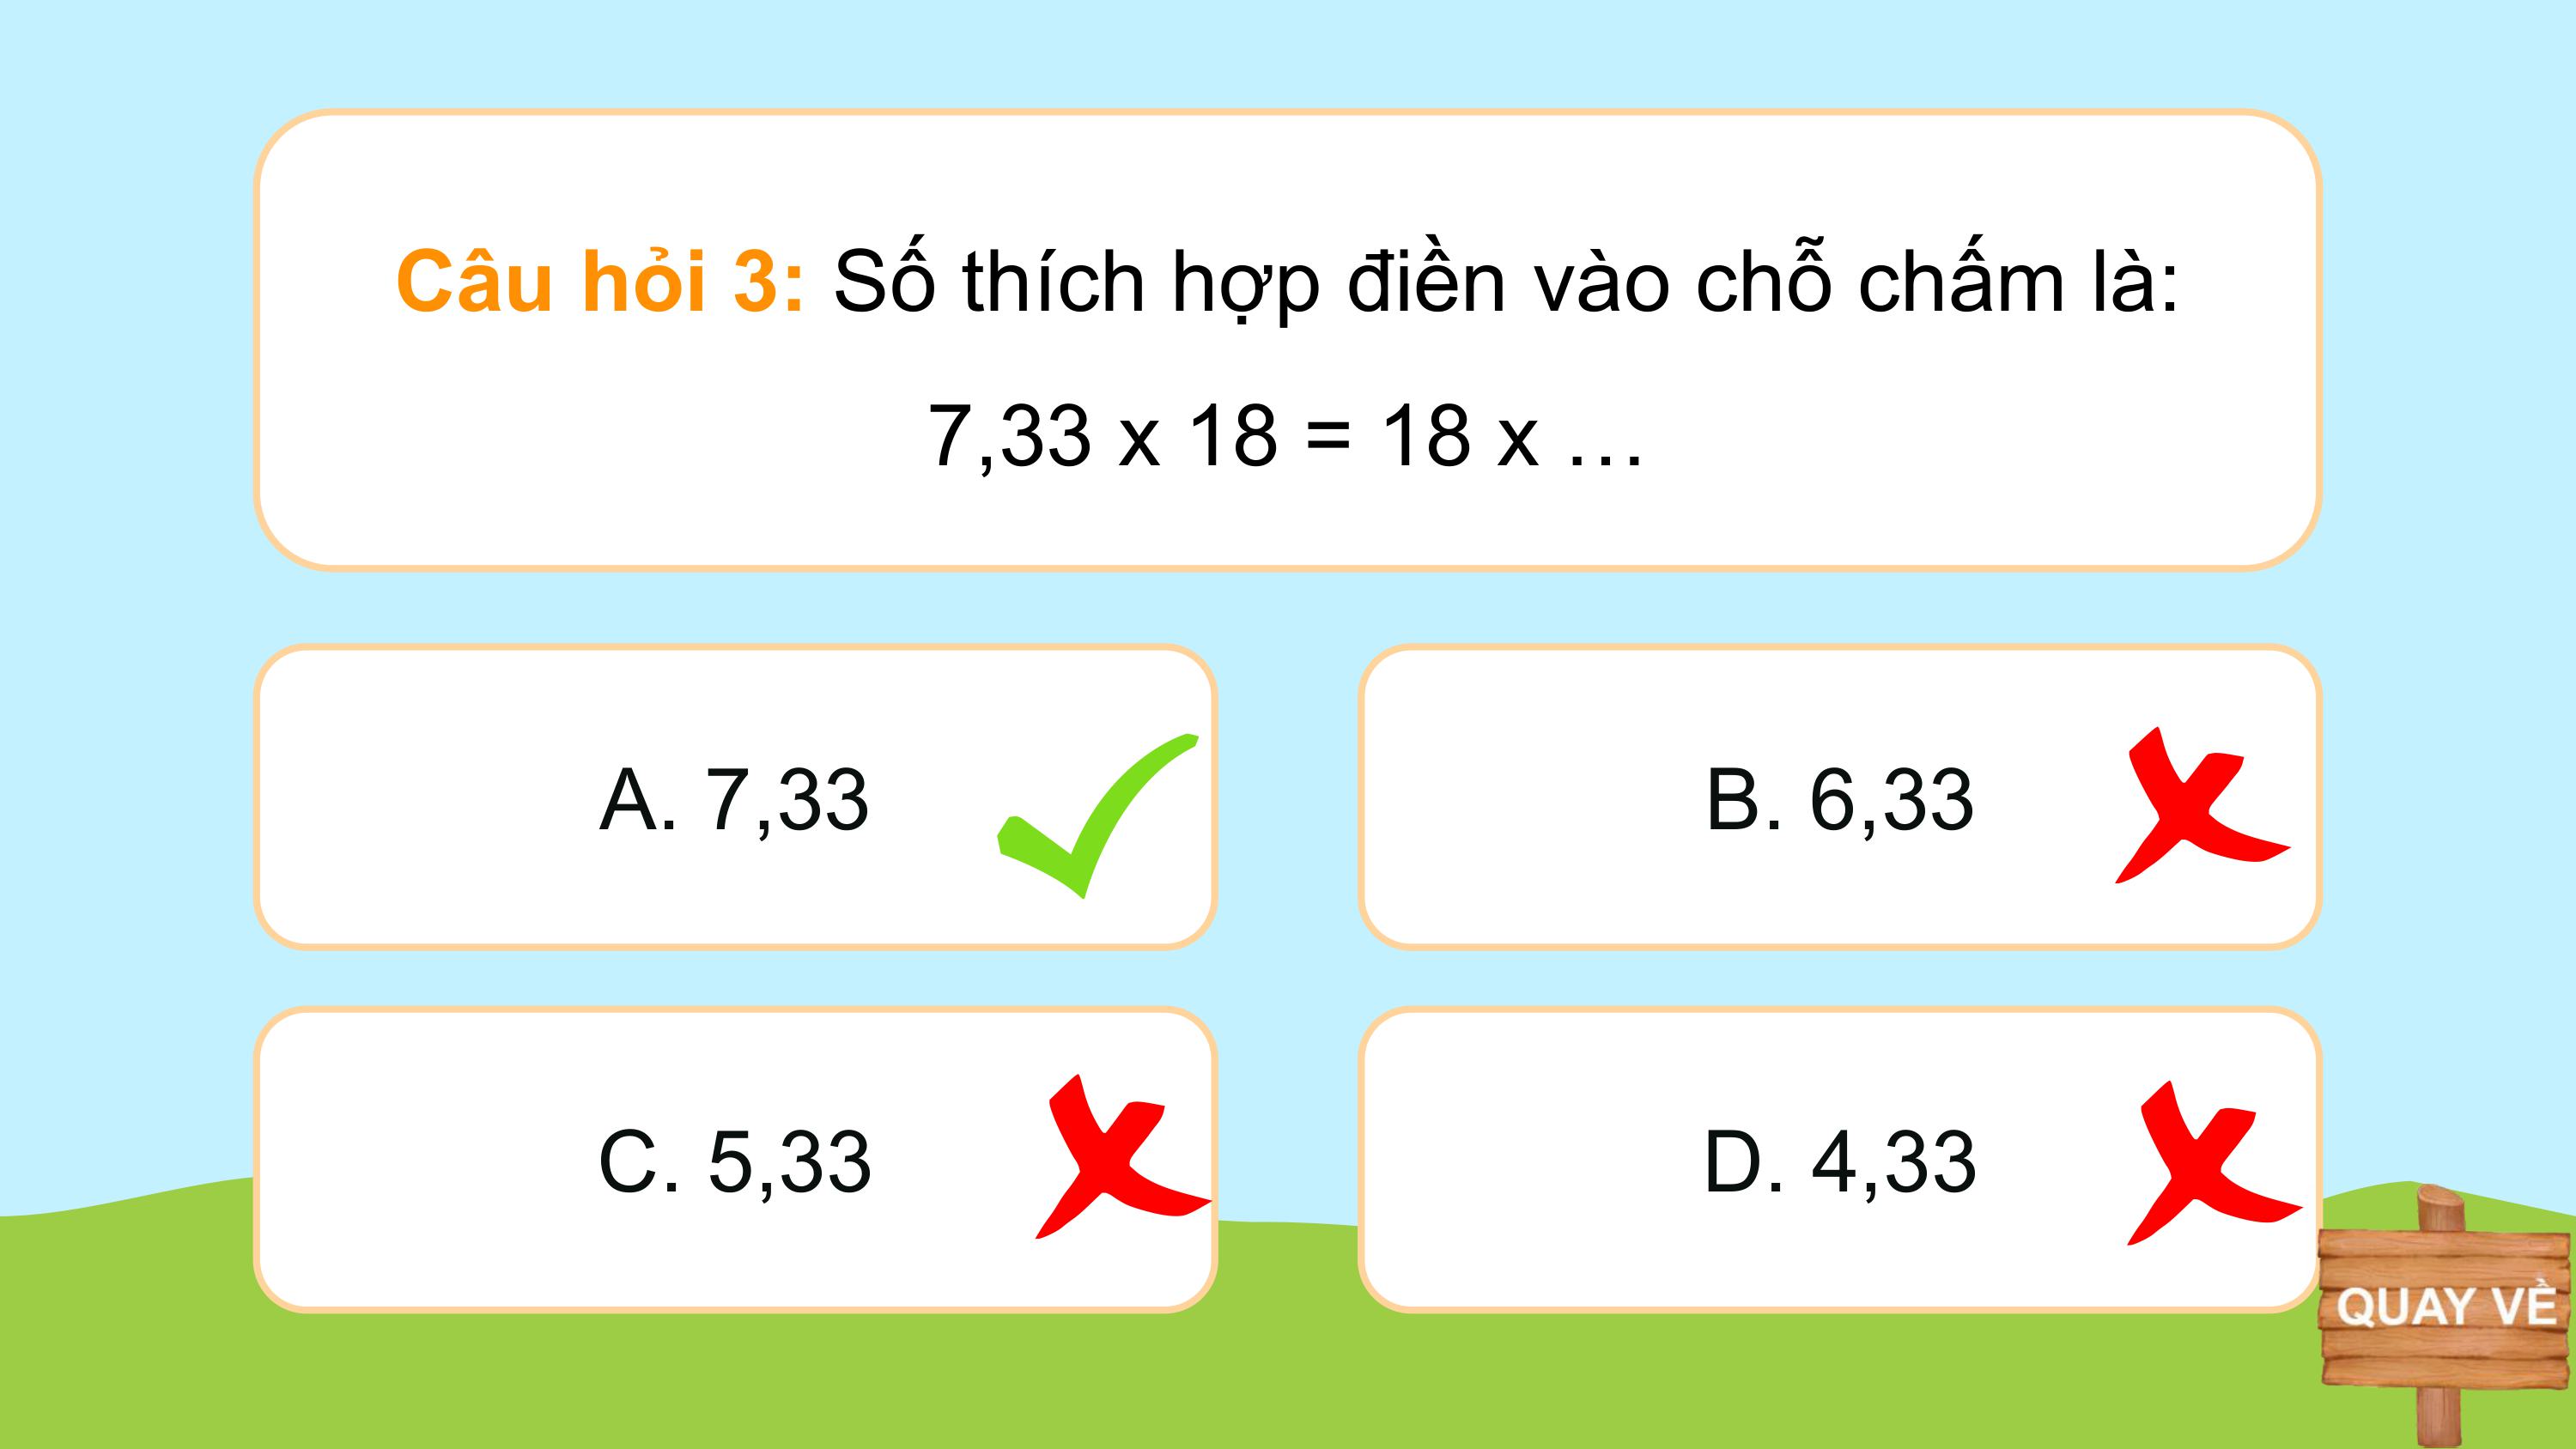 Câu hỏi 3: Số thích hợp điền vào chỗ chấm là:
7,33 x 18 = 18 x …
A. 7,33
B. 6,33
C. 5,33
D. 4,33
QUAY VỀ